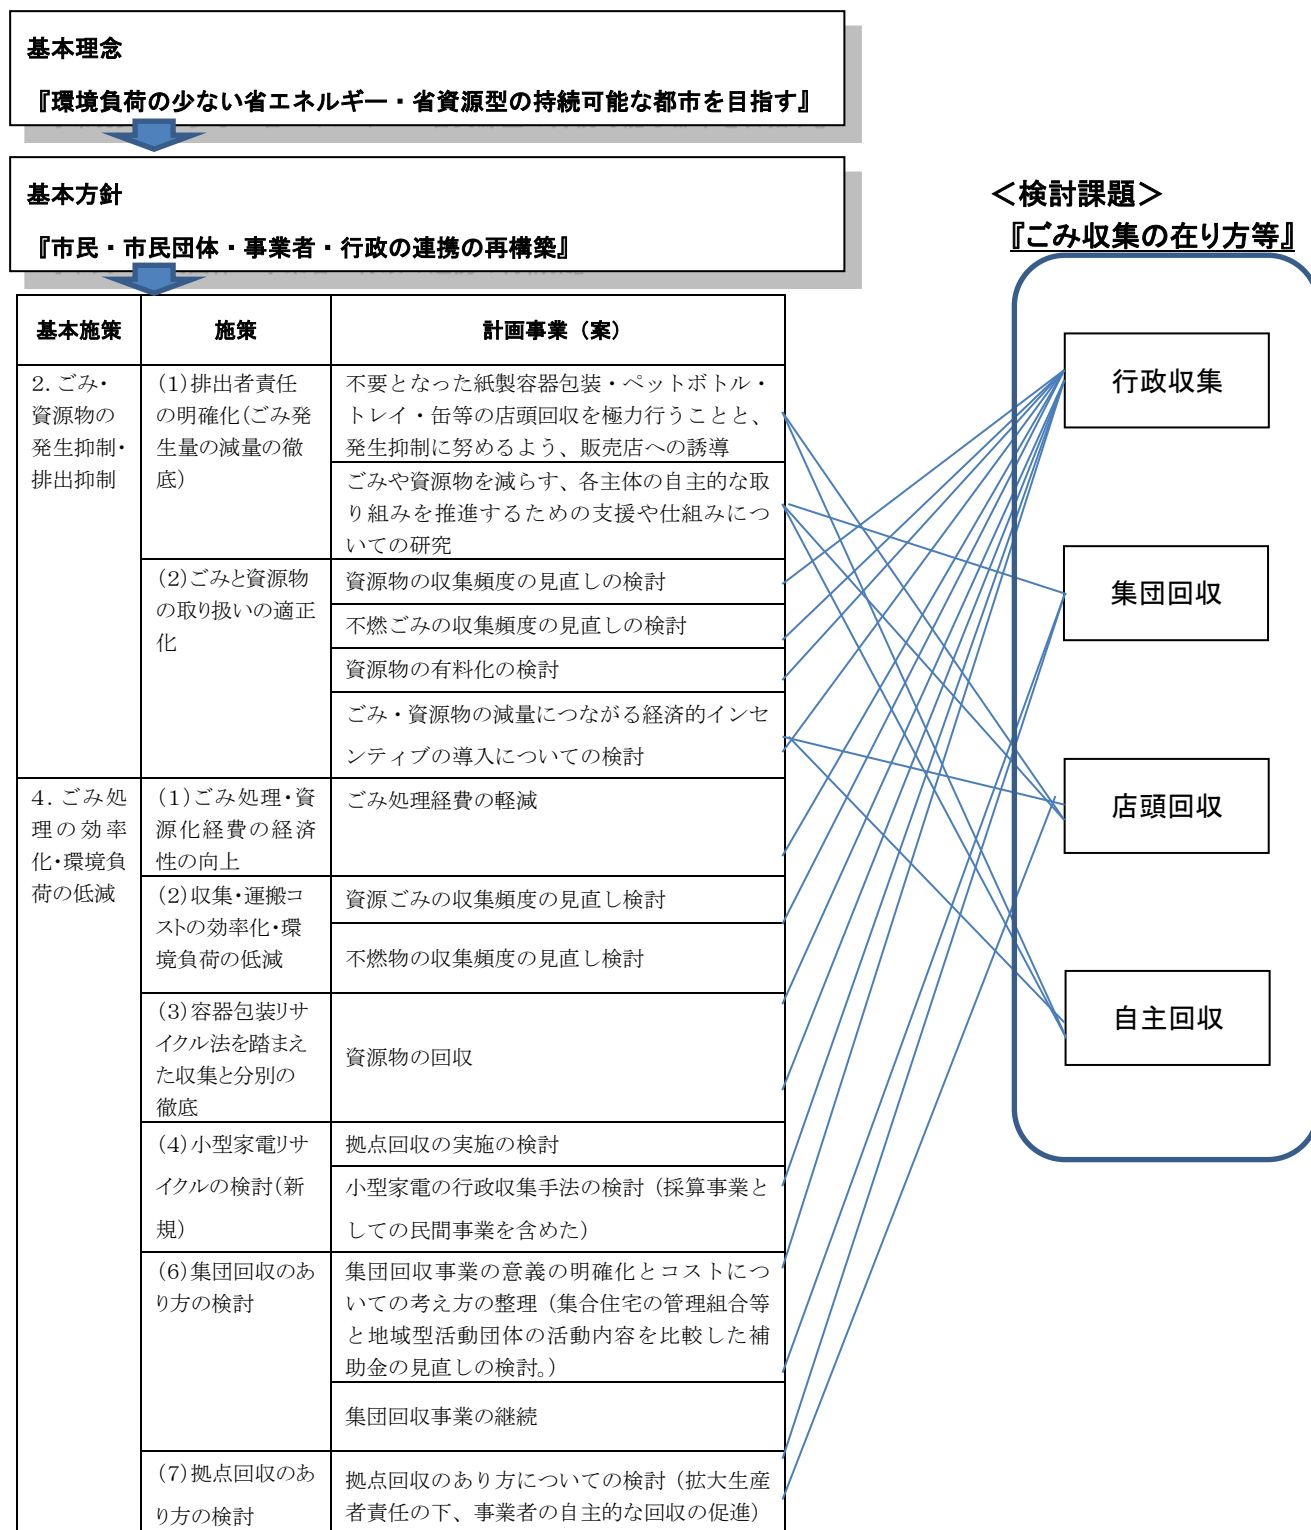 基本理念
『環境負荷の少ない省エネルギー・省資源型の持続可能な都市を目指す』
基本方針
『市民・市民団体・事業者・行政の連携の再構築』
＜検討課題＞
『ごみ収集の在り方等』
基本施策
施策
計画事業（案）
2．ごみ・
資源物の
発生抑制・
排出抑制
（1）排出者責任
の明確化（ごみ発
生量の減量の徹
底）
不要となった紙製容器包装・ペットボトル・
トレイ・缶等の店頭回収を極力行うことと、
発生抑制に努めるよう、販売店への誘導
ごみや資源物を減らす、各主体の自主的な取
り組みを推進するための支援や仕組みにつ
いての研究
（2）ごみと資源物
の取り扱いの適正
化
資源物の収集頻度の見直しの検討
不燃ごみの収集頻度の見直しの検討
資源物の有料化の検討
ごみ・資源物の減量につながる経済的インセ
ンティブの導入についての検討
4．ごみ処
理の効率
化・環境負
荷の低減
（1）ごみ処理・資
源化経費の経済
性の向上
ごみ処理経費の軽減
（2）収集・運搬コ
ストの効率化・環
境負荷の低減
資源ごみの収集頻度の見直し検討
不燃物の収集頻度の見直し検討
（3）容器包装リサ
イクル法を踏まえ
た収集と分別の
徹底
資源物の回収
（4）小型家電リサ
イクルの検討（新
規）
拠点回収の実施の検討
小型家電の行政収集手法の検討（採算事業と
しての民間事業を含めた）
（6）集団回収のあ
り方の検討
集団回収事業の意義の明確化とコストにつ
いての考え方の整理（集合住宅の管理組合等
と地域型活動団体の活動内容を比較した補
助金の見直しの検討。）
集団回収事業の継続
（7）拠点回収のあ
り方の検討
拠点回収のあり方についての検討（拡大生産
者責任の下、事業者の自主的な回収の促進）
行政収集
集団回収
店頭回収
自主回収